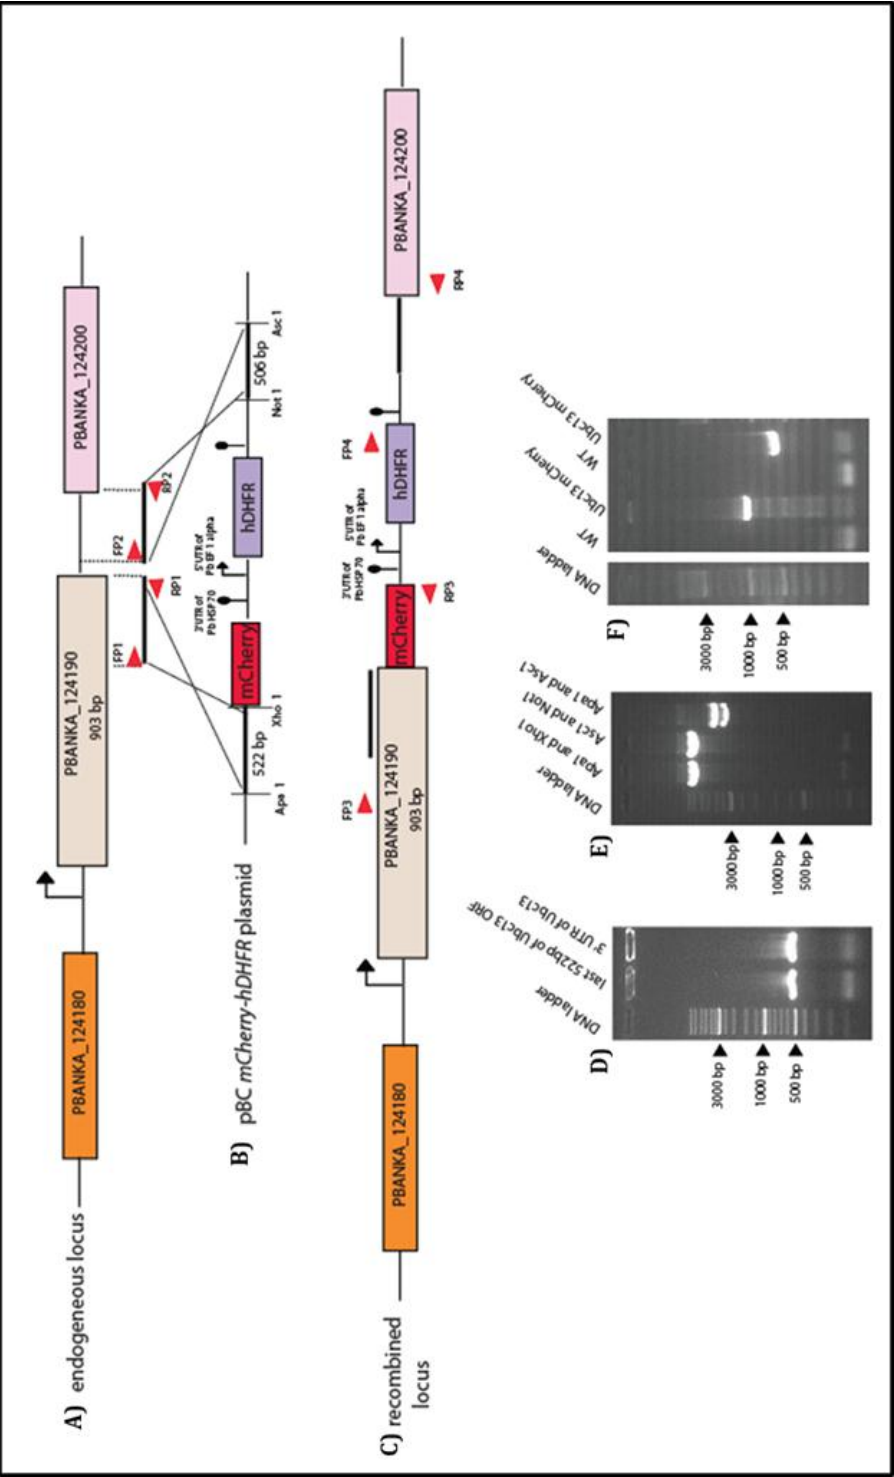 A) endogeneous locus
PBANKA_124180
PBANKA_124190
903 bp
PBANKA_124200
FP1
RP1
FP2
RP2
B) pBC mCherry-hDHFR plasmid
Apa 1
522 bp
Xho 1
mCherry
3'UTR of
Pb HSP 70
5'UTR of
Pb EF 1 alpha
hDHFR
Not 1
506 bp
Asc 1
C) recombined
locus
PBANKA_124180
FP3
PBANKA_124190
903 bp
mCherry
RP3
3'UTR of
Pb HSP 70
5'UTR of
Pb EF 1 alpha
FP4
hDHFR
PBANKA_124200
RP4
D)
DNA ladder
last 522bp of Ubc13 ORF
3' UTR of Ubc13
3000 bp
1000 bp
500 bp
E)
DNA ladder
Apa1 and Xho1
Asc1 and Not1
Apa1 and Asc1
3000 bp
1000 bp
500 bp
F)
DNA ladder
WT
Ubc13 mCherry
WT
Ubc13 mCherry
3000 bp
1000 bp
500 bp